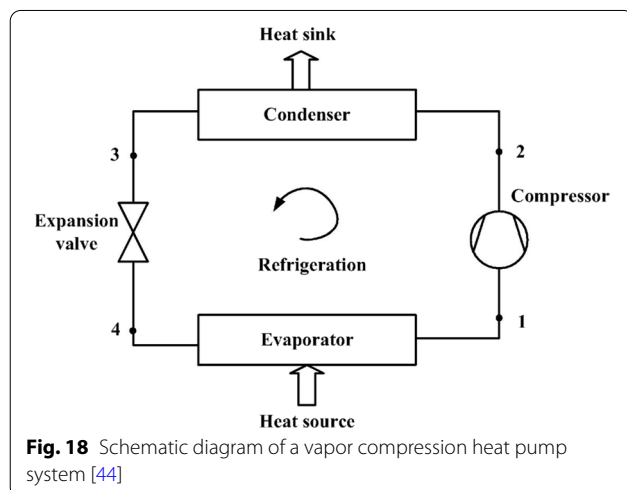 Heat sink
Condenser
3
2
Expansion
valve
Compressor
Refrigeration
4
1
Evaporator
Heat source
Fig. 18 Schematic diagram of a vapor compression heat pump
system [44]